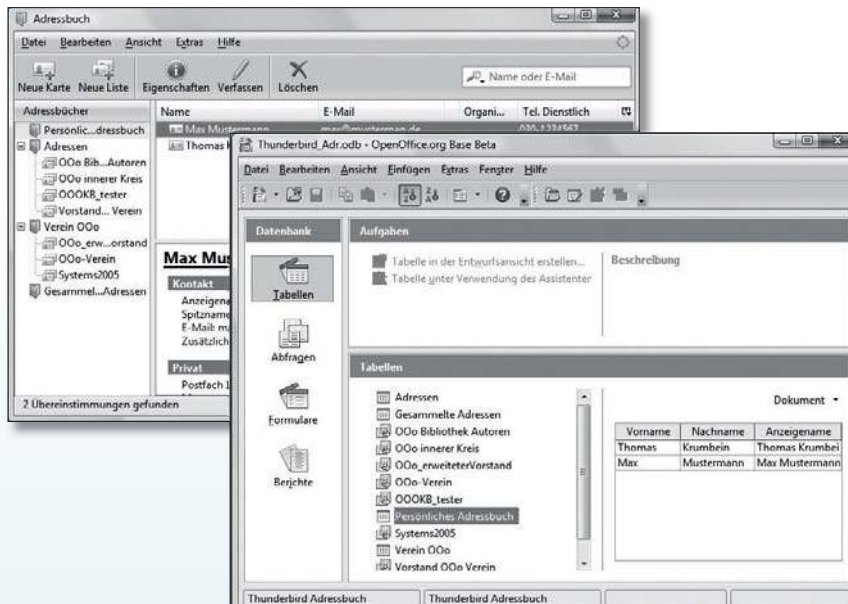 Adressbuch
Datei Bearbeiten Ansicht Extras Hilfe
Neue Karte Neue Liste Eigenschaften Verfassen Löschen
Name oder E-Mail
Adressbücher
Persönlic...dressbuch
Adressen
OOo Bib...Autoren
OOo innerer Kreis
OOOKB_tester
Vorstand... Verein
Verein OOo
OOo_erw...orstand
OOo-Verein
Systems2005
Gesammel...Adressen
Name E-Mail Organi... Tel. Dienstlich
Max Mustermann
Thomas
Max Mus
Kontakt
Anzeigena
Spitzname
E-Mail: ma
Zusätzlich
Privat
Postfach 1
2 Übereinstimmungen gefunden
Thunderbird_Adr.odb - OpenOffice.org Base Beta
Datei Bearbeiten Ansicht Einfügen Extras Fenster Hilfe
Datenbank
Tabellen
Abfragen
Formulare
Berichte
Aufgaben
Tabelle in der Entwurfsansicht erstellen...
Tabelle unter Verwendung des Assistenten
Beschreibung
Tabellen
Adressen
Gesammelte Adressen
OOo Bibliothek Autoren
OOo innerer Kreis
OOo_erweiteterVorstand
OOo-Verein
OOOKB_tester
Persönliches Adressbuch
Systems2005
Verein OOo
Vorstand OOo Verein
Dokument
Vorname Nachname Anzeigename
Thomas Krumbein Thomas Krumbei
Max Mustermann Max Mustermann
Thunderbird Adressbuch Thunderbird Adressbuch